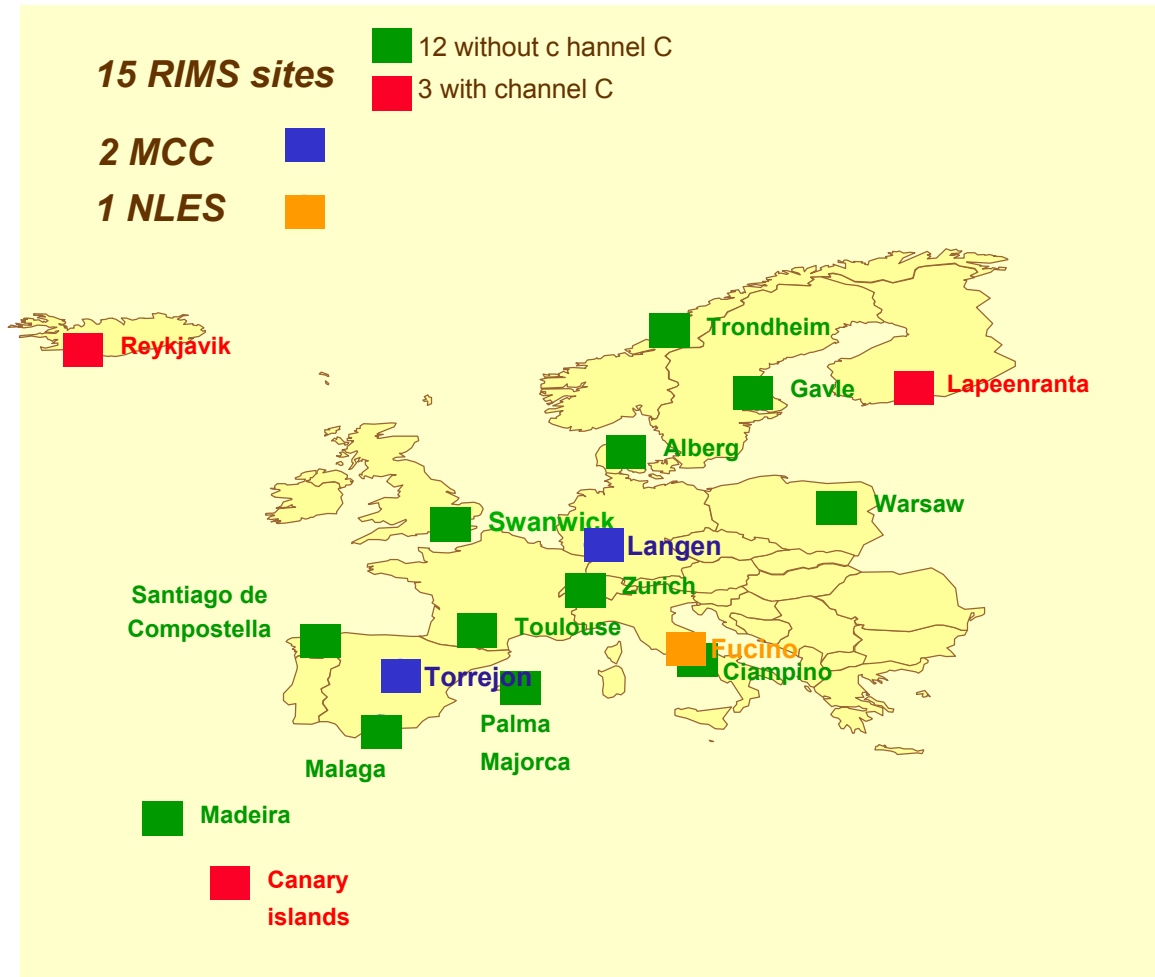 15 RIMS sites
12 without c hannel C
3 with channel C
2 MCC
1 NLES
Trondheim
Reykjávik
Gavle
Lapeenranta
Alberg
Warsaw
Swanwick
Langen
Zurich
Santiago de
Compostella
Toulouse
Fucino
Ciampino
Torrejon
Palma
Majorca
Malaga
Madeira
Canary
islands